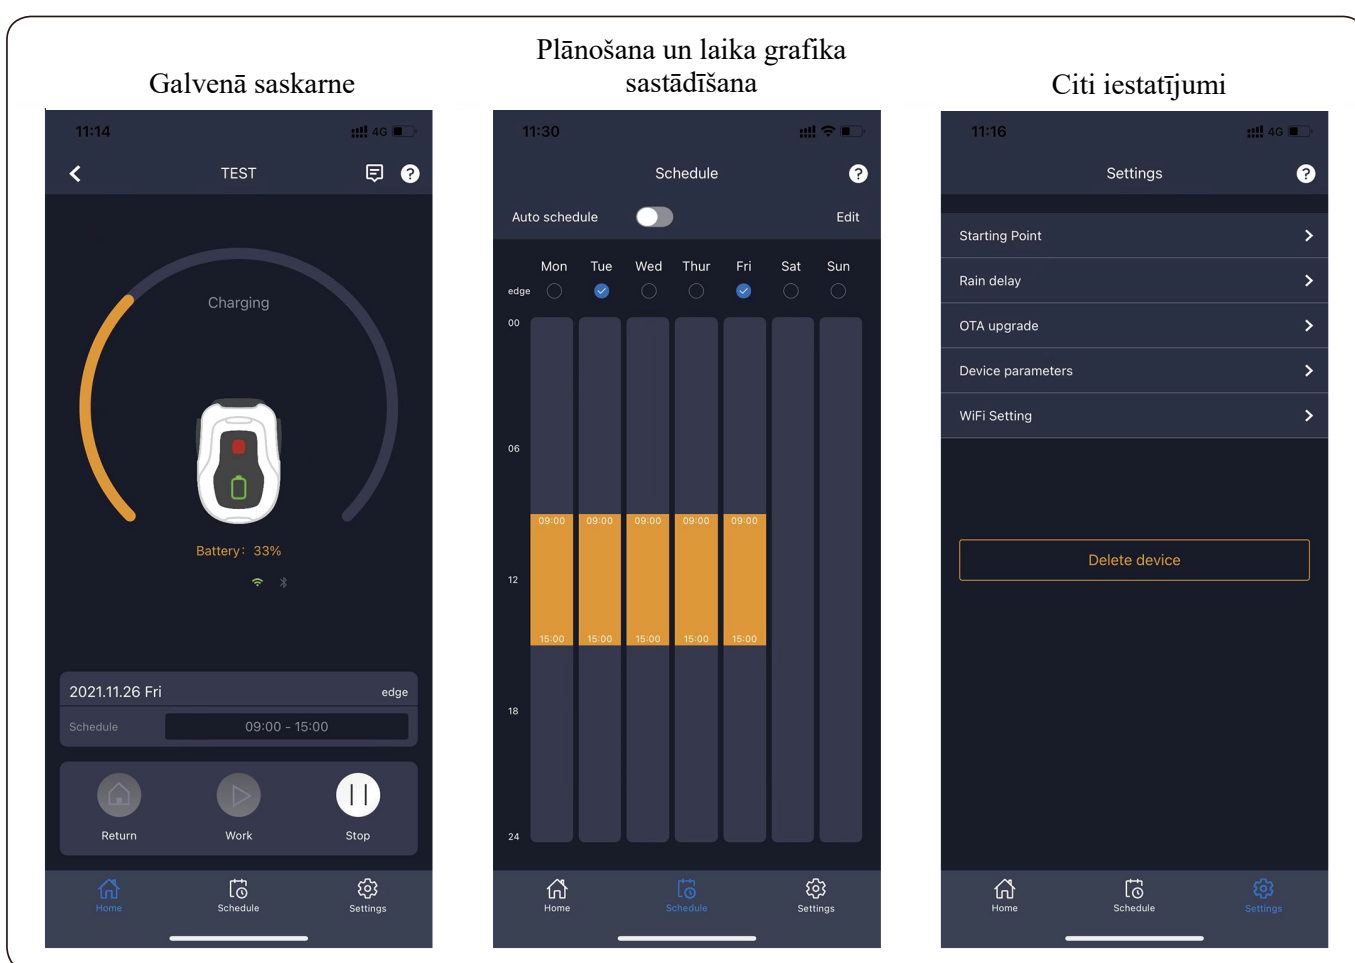 Galvenā saskarne
11:14
4G
TEST
Charging
Battery: 33%
2021.11.26 Fri
edge
Schedule
09:00 - 15:00
Return
Work
Stop
Home
Schedule
Settings
Plānošana un laika grafika
sastādīšana
11:30
Schedule
?
Auto schedule
Edit
Mon Tue Wed Thur Fri Sat Sun
edge
00
06
09:00 09:00 09:00 09:00 09:00
12
15:00 15:00 15:00 15:00 15:00
18
24
Home
Schedule
Settings
Citi iestatījumi
11:16
4G
Settings
?
Starting Point
Rain delay
OTA upgrade
Device parameters
WiFi Setting
Delete device
Home
Schedule
Settings